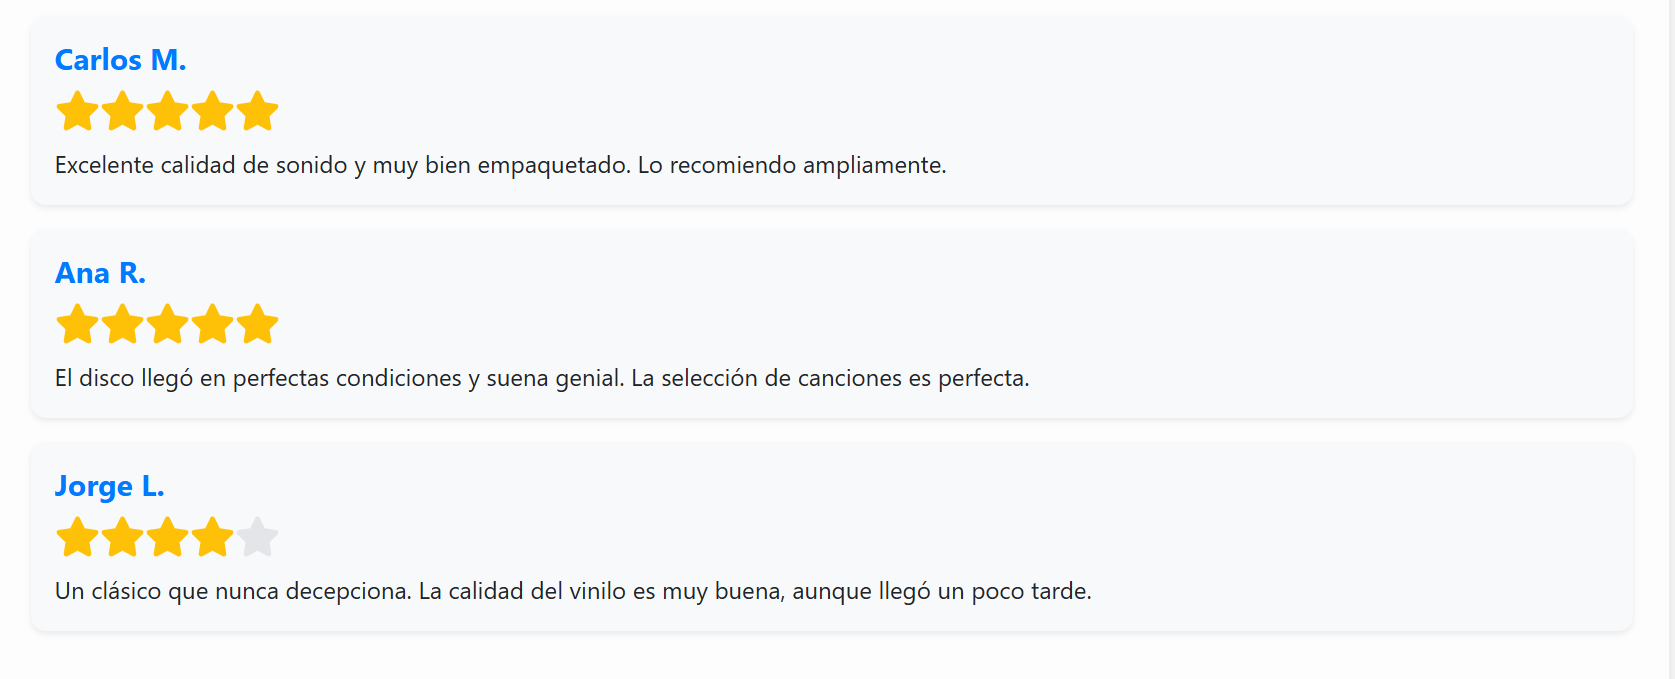 Carlos M.
Excelente calidad de sonido y muy bien empaquetado. Lo recomiendo ampliamente.
Ana R.
El disco llegó en perfectas condiciones y suena genial. La selección de canciones es perfecta.
Jorge L.
Un clásico que nunca decepciona. La calidad del vinilo es muy buena, aunque llegó un poco tarde.